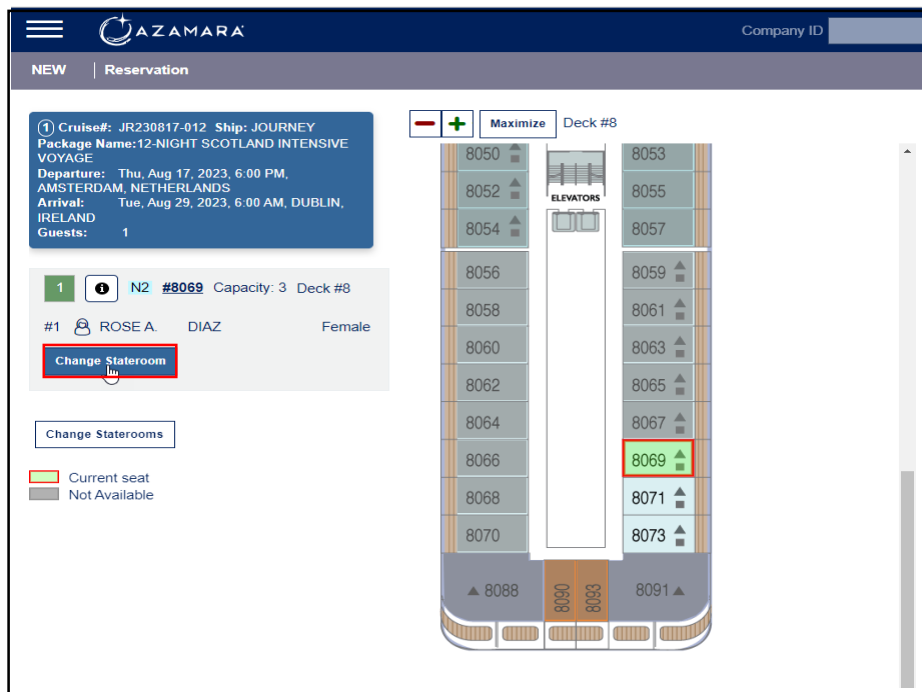 AZAMARA
Company ID
NEW | Reservation
1 Cruise#: JR230817-012 Ship: JOURNEY
Package Name:12-NIGHT SCOTLAND INTENSIVE
VOYAGE
Departure: Thu, Aug 17, 2023, 6:00 PM,
AMSTERDAM, NETHERLANDS
Arrival: Tue, Aug 29, 2023, 6:00 AM, DUBLIN,
IRELAND
Guests: 1
1 N2 #8069 Capacity: 3 Deck #8
#1 ROSE A. DIAZ Female
Change Stateroom
Change Staterooms
Current seat
Not Available
Maximize Deck #8
8050 8053
8052 ELEVATORS 8055
8054 8057
8056 8059
8058 8061
8060 8063
8062 8065
8064 8067
8066 8069
8068 8071
8070 8073
8088 8090 8093 8091